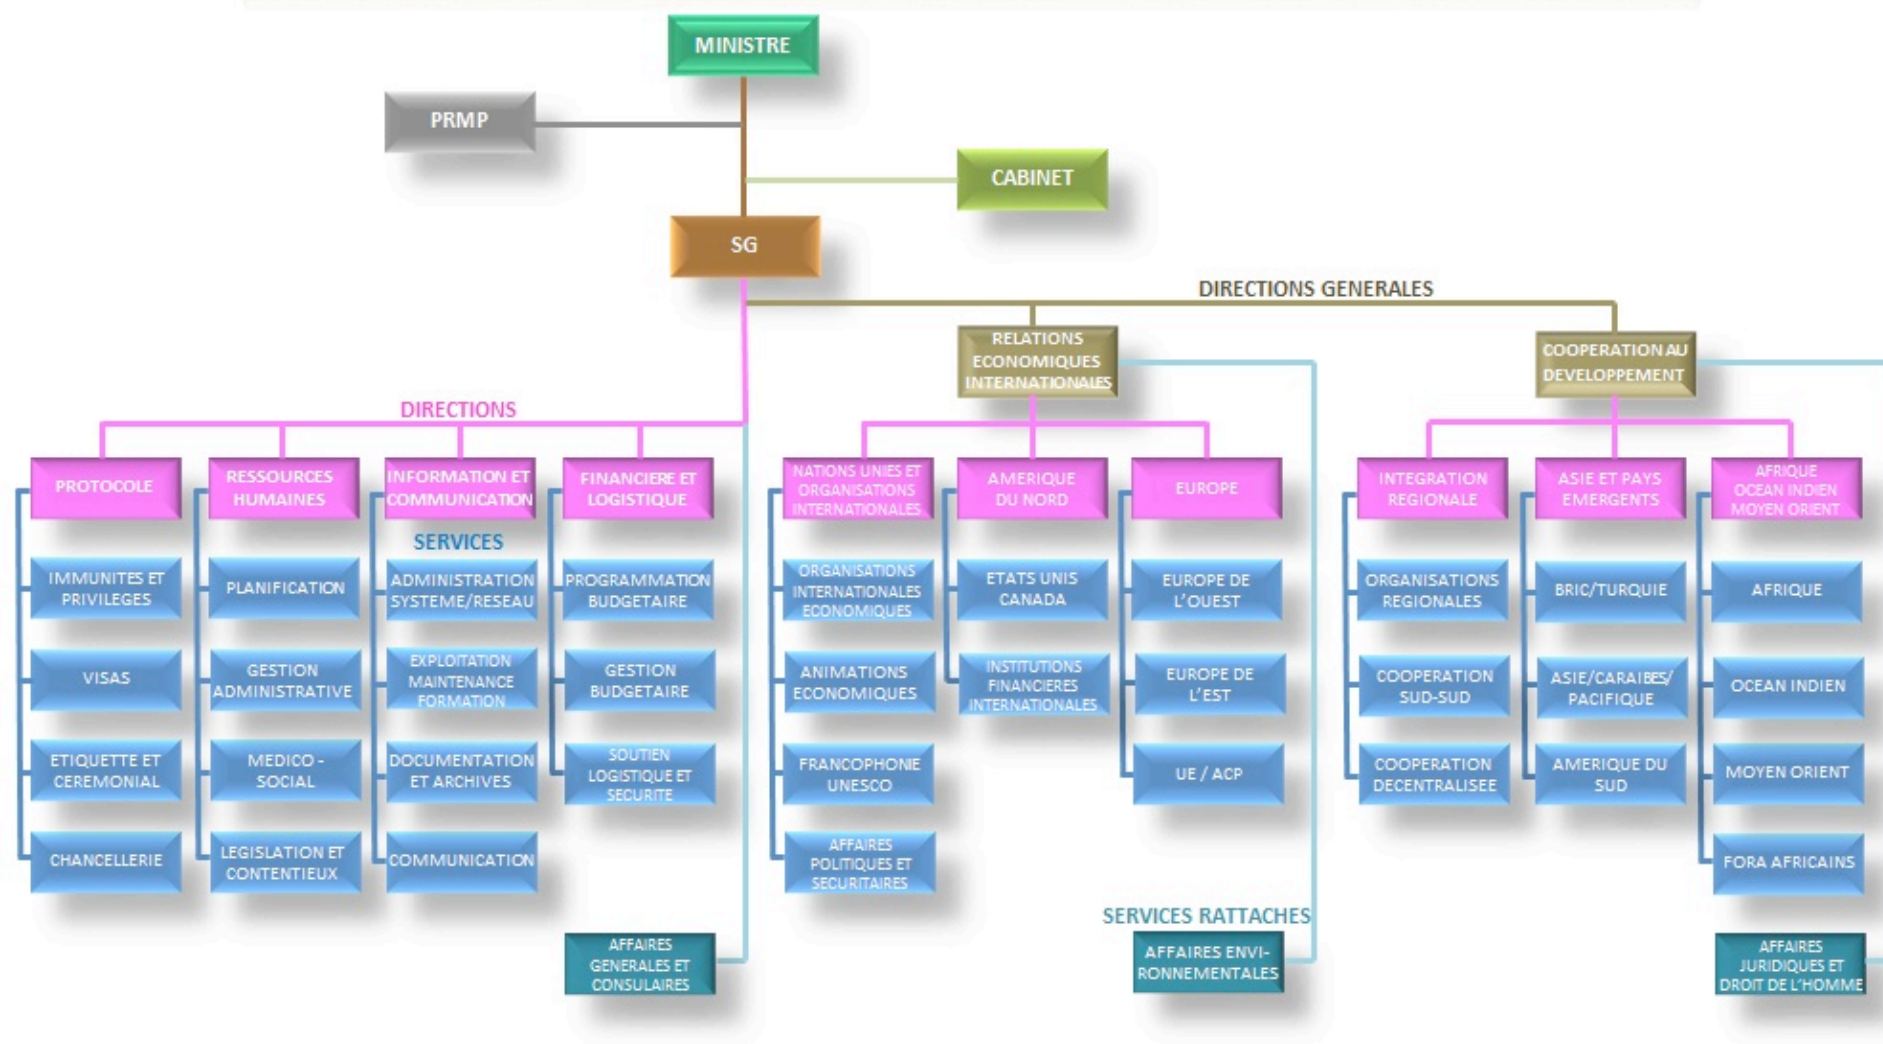 MINISTRE
PRMP
CABINET
SG
DIRECTIONS GENERALES
RELATIONS
ECONOMIQUES
INTERNATIONALES
COOPERATION AU
DEVELOPPEMENT
DIRECTIONS
PROTOCOLE
RESSOURCES
HUMAINES
INFORMATION ET
COMMUNICATION
FINANCIERE ET
LOGISTIQUE
NATIONS UNIES ET
ORGANISATIONS
INTERNATIONALES
AMERIQUE
DU NORD
EUROPE
INTEGRATION
REGIONALE
ASIE ET PAYS
EMERGENTS
AFRIQUE
OCEAN INDIEN
MOYEN ORIENT
SERVICES
IMMUNITES ET
PRIVILEGES
PLANIFICATION
ADMINISTRATION
SYSTEME/RESEAU
PROGRAMMATION
BUDGETAIRE
ORGANISATIONS
INTERNATIONALES
ECONOMIQUES
ETATS UNIS
CANADA
EUROPE DE
L'OUEST
ORGANISATIONS
REGIONALES
BRIC/TURQUIE
AFRIQUE
VISAS
GESTION
ADMINISTRATIVE
EXPLOITATION
MAINTENANCE
FORMATION
GESTION
BUDGETAIRE
ANIMATIONS
ECONOMIQUES
INSTITUTIONS
FINANCIERES
INTERNATIONALES
EUROPE DE
L'EST
COOPERATION
SUD-SUD
ASIE/CARAIBES/
PACIFIQUE
OCEAN INDIEN
ETIQUETTE ET
CEREMONIAL
MEDICO -
SOCIAL
DOCUMENTATION
ET ARCHIVES
SOUTIEN
LOGISTIQUE ET
SECURITE
FRANCOPHONIE
UNESCO
UE / ACP
COOPERATION
DECENTRALISEE
AMERIQUE DU
SUD
MOYEN ORIENT
CHANCELLERIE
LEGISLATION ET
CONTENTIEUX
COMMUNICATION
AFFAIRES
POLITIQUES ET
SECURITAIRES
FORA AFRICAINS
SERVICES RATTACHES
AFFAIRES
GENERALES ET
CONSULAIRES
AFFAIRES ENVI-
RONNEMENTALES
AFFAIRES
JURIDIQUES ET
DROIT DE L'HOMME